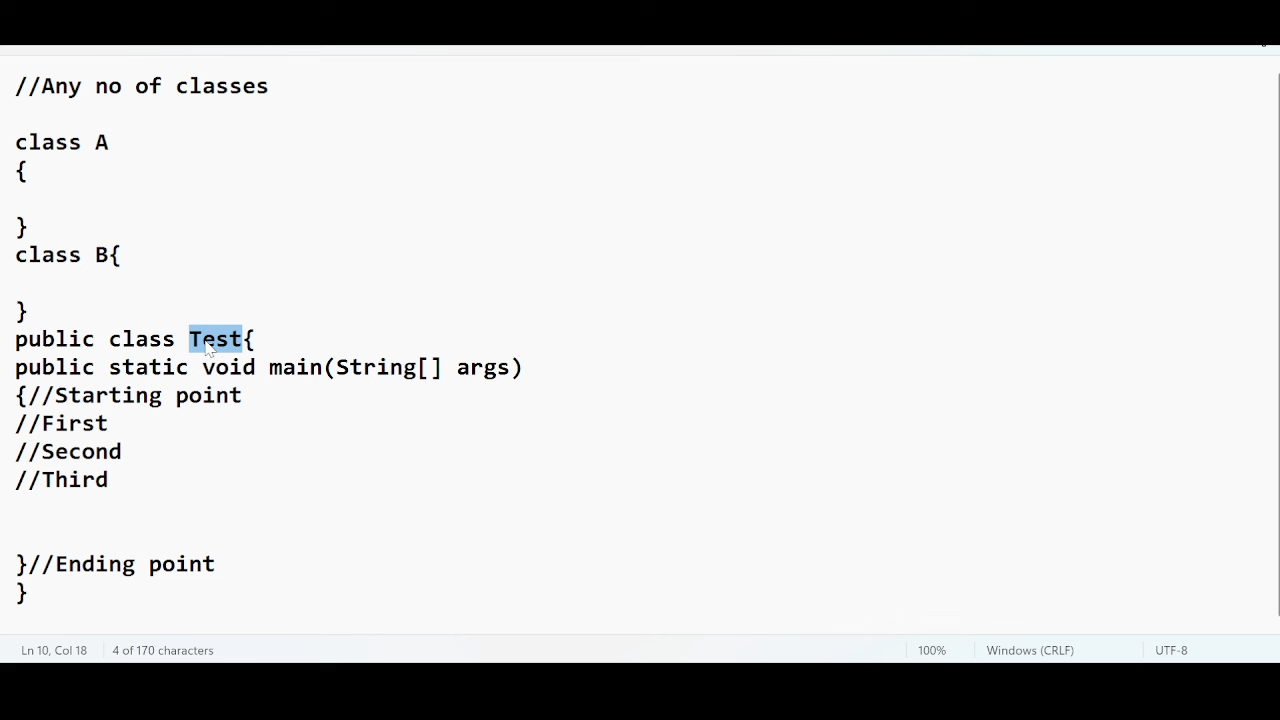 //Any no of classes
class A
{
}
class B{
}
public class Test{
public static void main(String[] args)
{//Starting point
//First
//Second
//Third
}//Ending point
}
Ln 10, Col 18 4 of 170 characters 100% Windows (CRLF) UTF-8